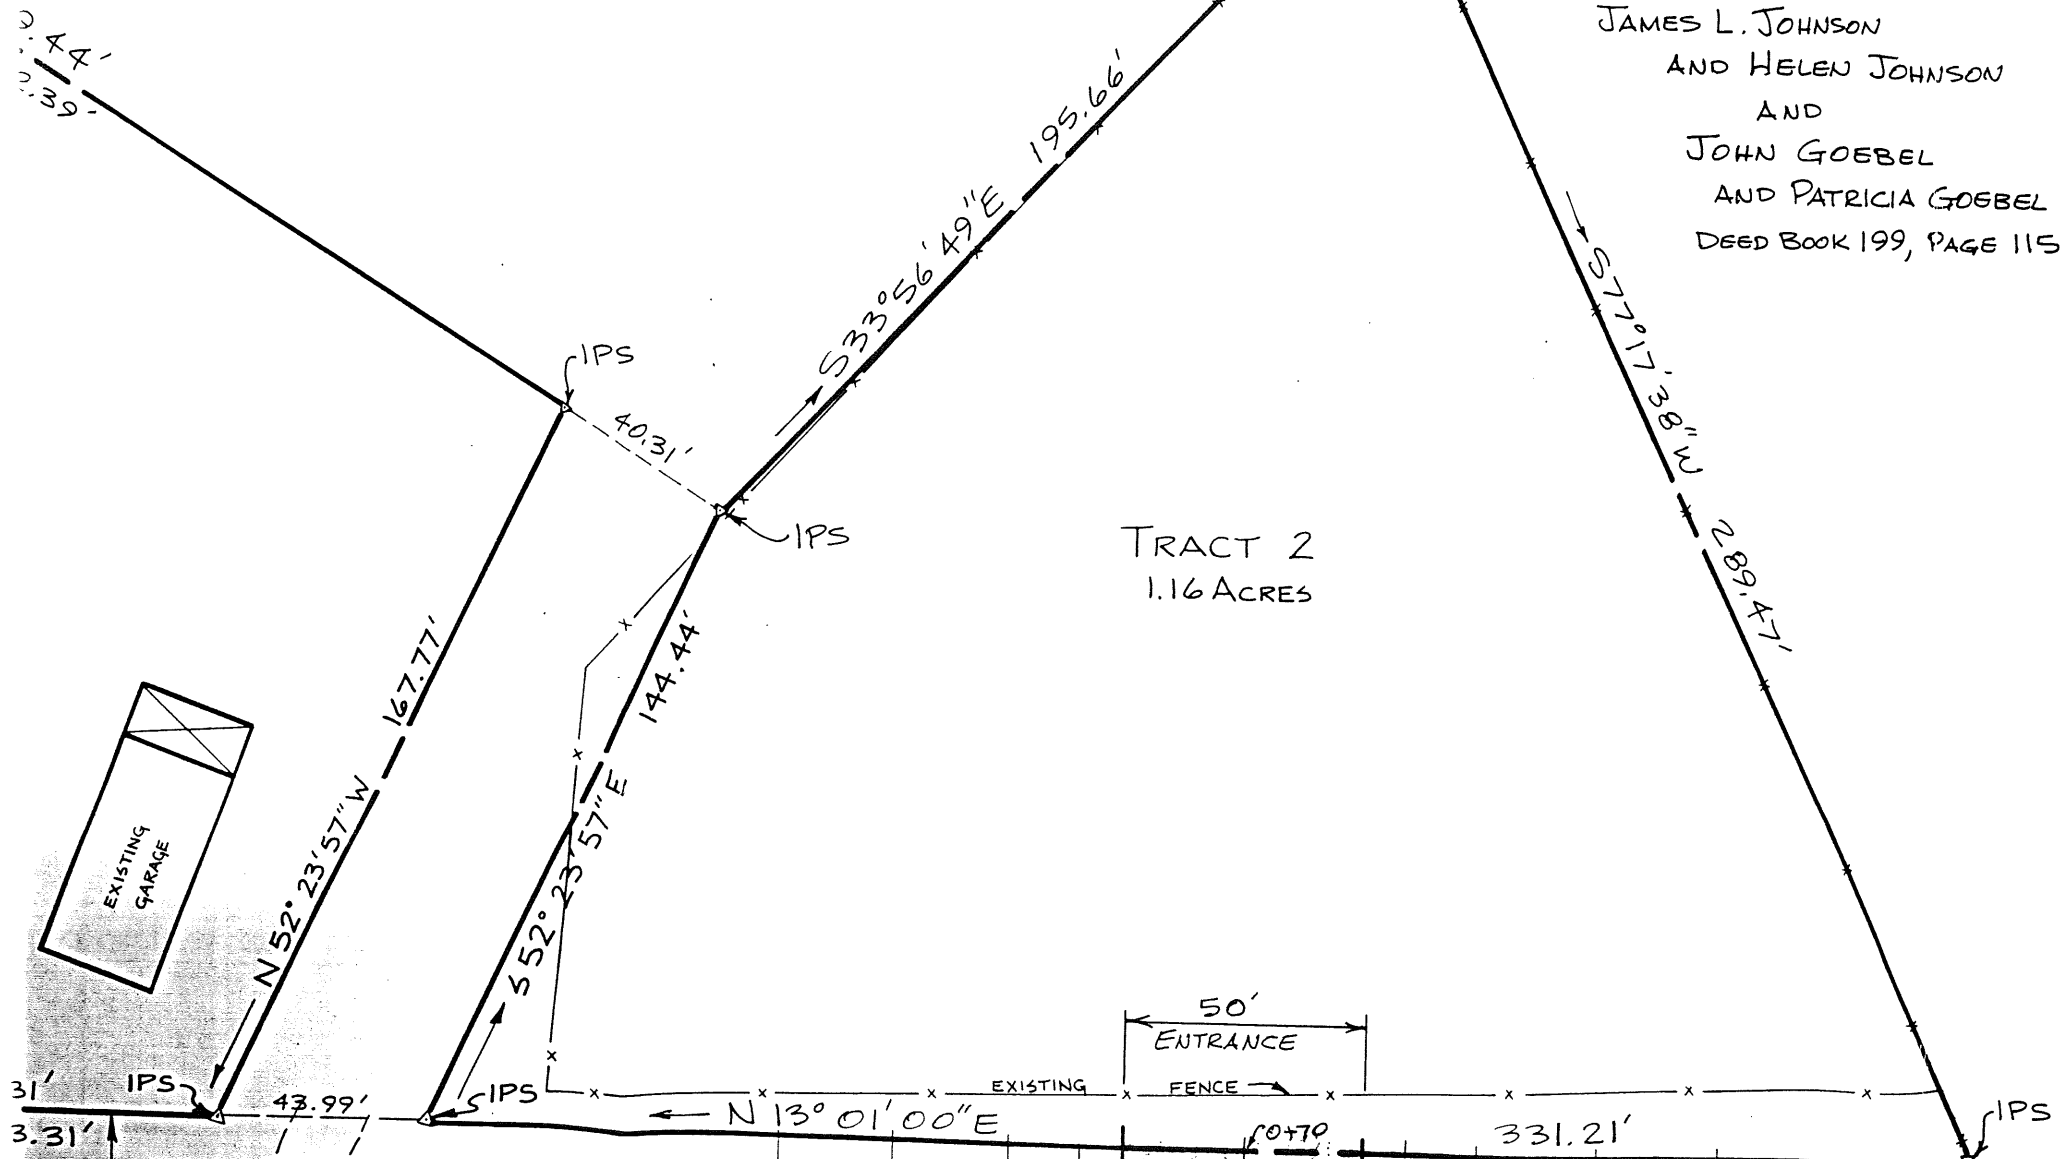 JAMES L. JOHNSON
AND HELEN JOHNSON
AND
JOHN GOEBEL
AND PATRICIA GOEBEL
DEED BOOK 199, PAGE 115
.44'
.39'
195.66'
S33°56'49"E
S77°17'38"W
289.47'
IPS
40.31'
IPS
TRACT 2
1.16 ACRES
167.77'
N 52° 23' 57" W
144.44'
S 52° 23' 57" E
EXISTING
GARAGE
50'
ENTRANCE
EXISTING FENCE
31'
IPS
43.99'
IPS
N 13° 01' 00" E
0+70
331.21'
IPS
3.31'